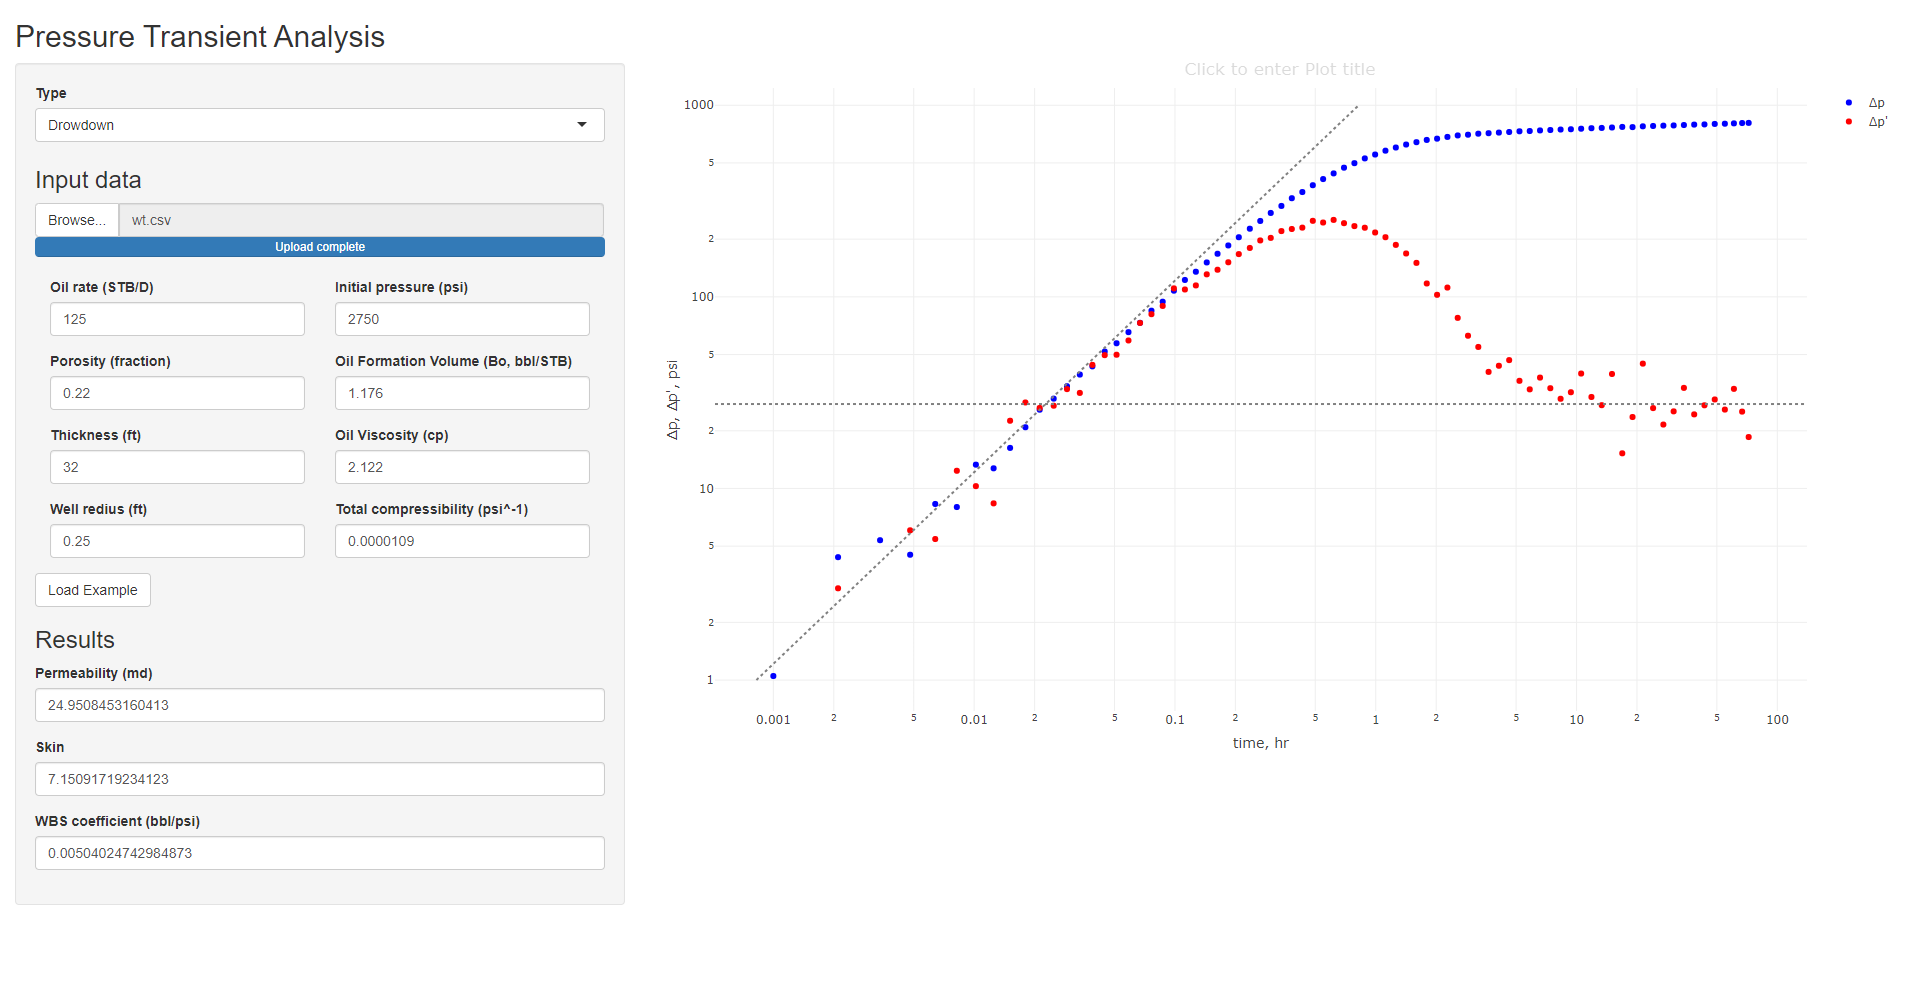 Pressure Transient Analysis
Type
Drowdown
Input data
Browse... wt.csv
Upload complete
Oil rate (STB/D) Initial pressure (psi)
125 2750
Porosity (fraction) Oil Formation Volume (Bo, bbl/STB)
0.22 1.176
Thickness (ft) Oil Viscosity (cp)
32 2.122
Well redius (ft) Total compressibility (psi^-1)
0.25 0.0000109
Load Example
Results
Permeability (md)
24.9508453160413
Skin
7.15091719234123
WBS coefficient (bbl/psi)
0.00504024742984873
Click to enter Plot title
Δp
Δp'
Δp, Δp', psi
1000
5
2
100
5
2
10
5
2
1
0.001 2 5 0.01 2 5 0.1 2 5 1 2 5 10 2 5 100
time, hr